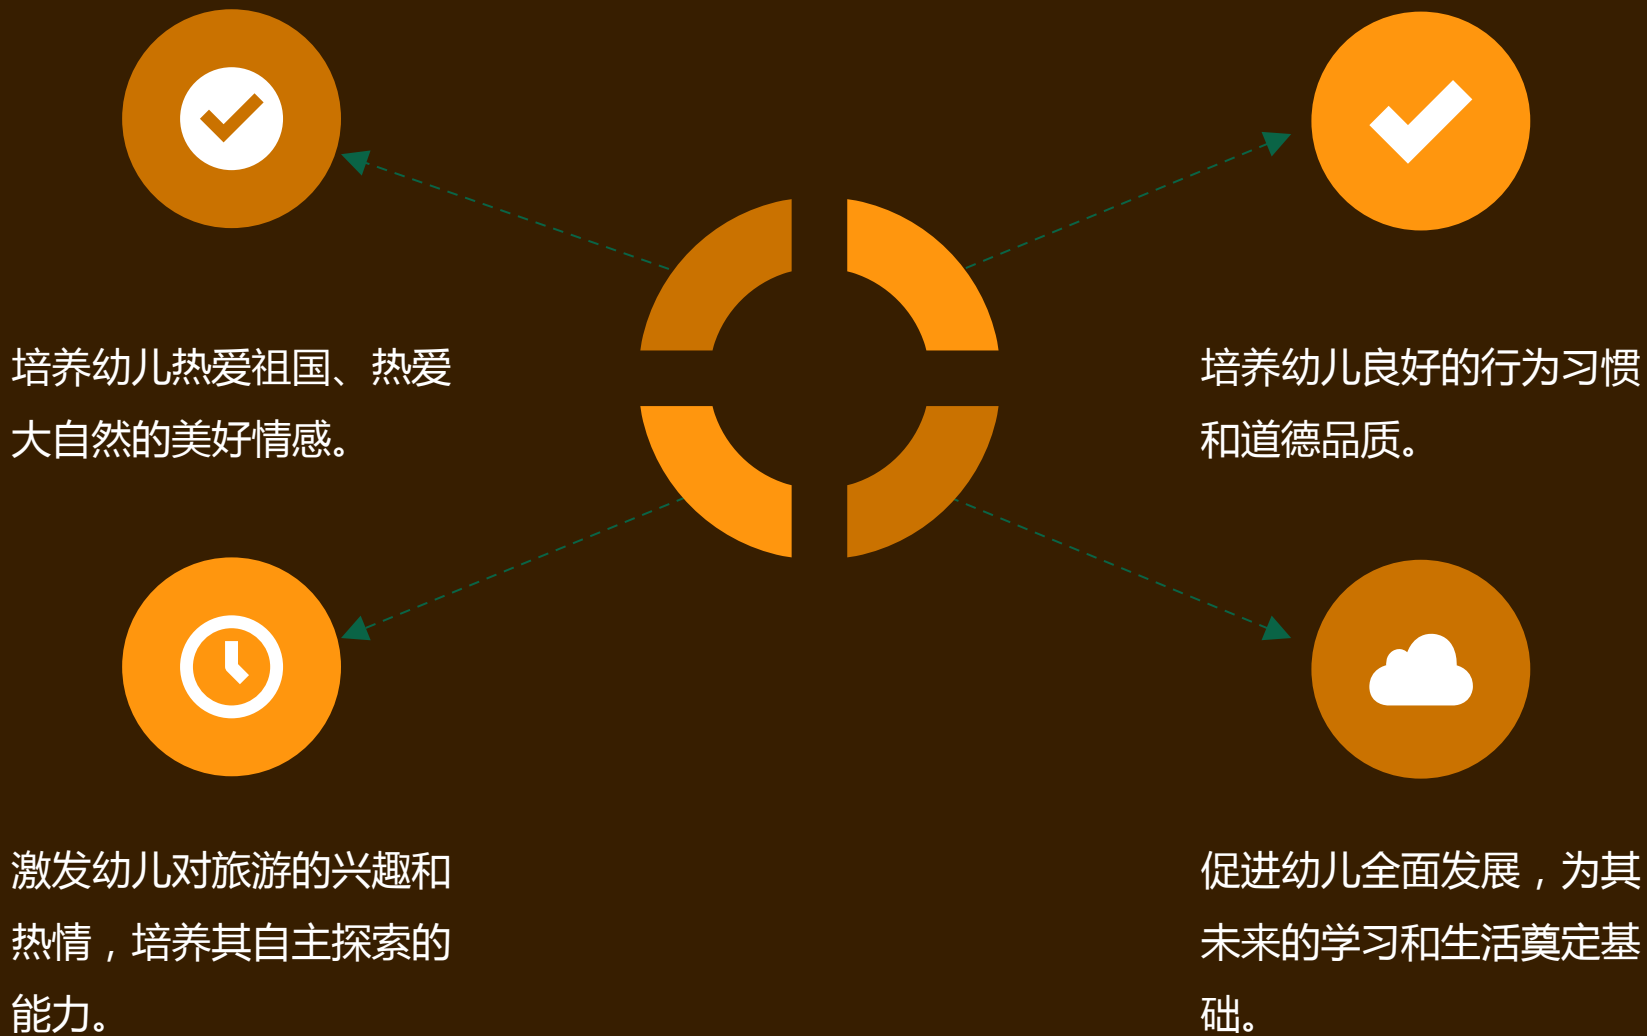 培养幼儿热爱祖国、热爱
大自然的美好情感。
培养幼儿良好的行为习惯
和道德品质。
激发幼儿对旅游的兴趣和
热情，培养其自主探索的
能力。
促进幼儿全面发展，为其
未来的学习和生活奠定基
础。